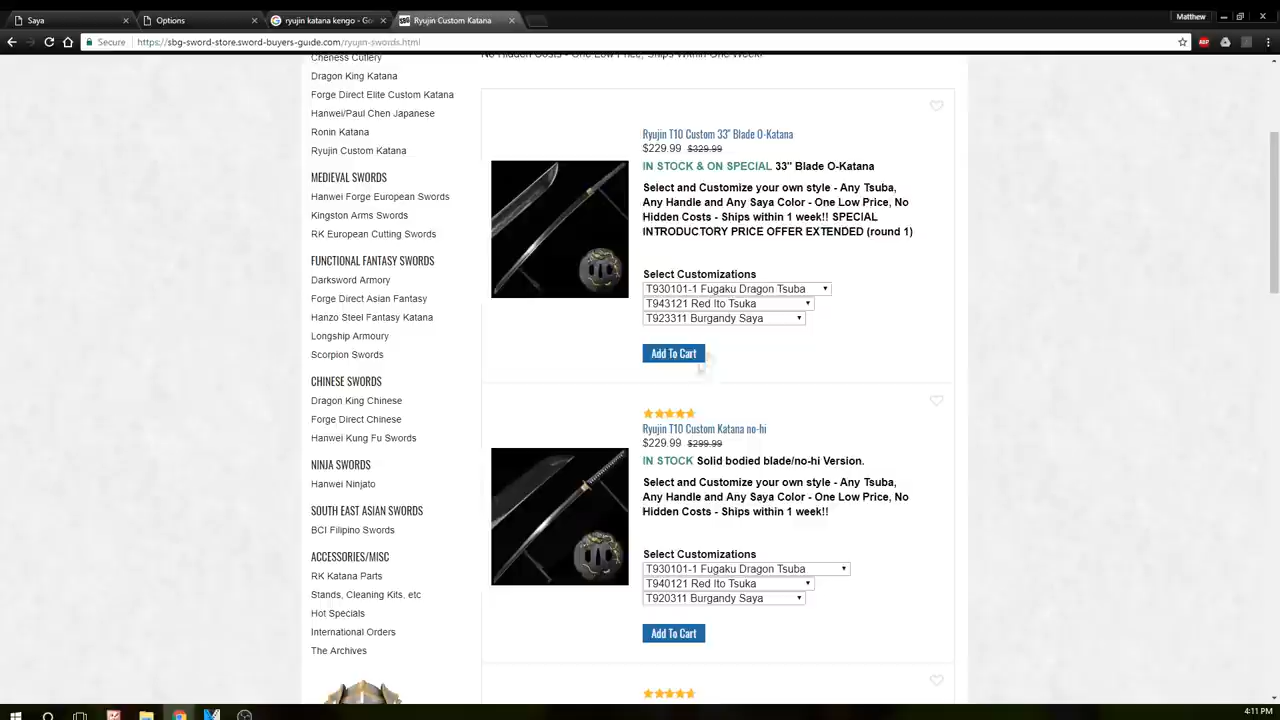 Saya
Options
ryujin katana kengo - Go
Ryujin Custom Katana
Matthew
Secure
https://sbg-sword-store.sword-buyers-guide.com/ryujin-swords.html
Cheness Cutlery
Dragon King Katana
Forge Direct Elite Custom Katana
Hanwei/Paul Chen Japanese
Ronin Katana
Ryujin Custom Katana
MEDIEVAL SWORDS
Hanwei Forge European Swords
Kingston Arms Swords
RK European Cutting Swords
FUNCTIONAL FANTASY SWORDS
Darksword Armory
Forge Direct Asian Fantasy
Hanzo Steel Fantasy Katana
Longship Armoury
Scorpion Swords
CHINESE SWORDS
Dragon King Chinese
Forge Direct Chinese
Hanwei Kung Fu Swords
NINJA SWORDS
Hanwei Ninjato
SOUTH EAST ASIAN SWORDS
BCI Filipino Swords
ACCESSORIES/MISC
RK Katana Parts
Stands, Cleaning Kits, etc
Hot Specials
International Orders
The Archives
No Hidden Costs - One Low Price, Ships Within One Week!
Ryujin T10 Custom 33" Blade O-Katana
$229.99 $329.99
IN STOCK & ON SPECIAL 33" Blade O-Katana
Select and Customize your own style - Any Tsuba,
Any Handle and Any Saya Color - One Low Price, No
Hidden Costs - Ships within 1 week!! SPECIAL
INTRODUCTORY PRICE OFFER EXTENDED (round 1)
Select Customizations
T930101-1 Fugaku Dragon Tsuba
T943121 Red Ito Tsuka
T923311 Burgandy Saya
Add To Cart
Ryujin T10 Custom Katana no-hi
$229.99 $299.99
IN STOCK Solid bodied blade/no-hi Version.
Select and Customize your own style - Any Tsuba,
Any Handle and Any Saya Color - One Low Price, No
Hidden Costs - Ships within 1 week!!
Select Customizations
T930101-1 Fugaku Dragon Tsuba
T940121 Red Ito Tsuka
T920311 Burgandy Saya
Add To Cart
4:11 PM